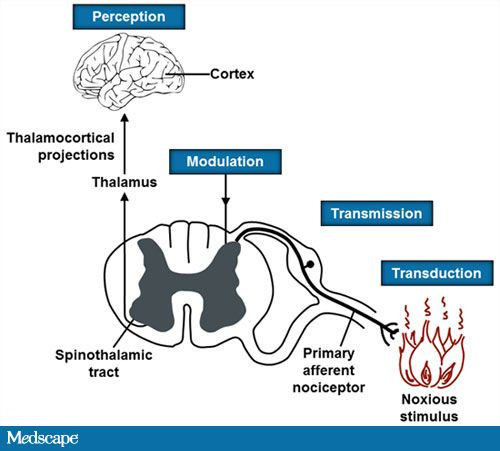 Perception
Cortex
Thalamocortical
projections
Thalamus
Modulation
Transmission
Transduction
Spinothalamic
tract
Primary
afferent
nociceptor
Noxious
stimulus
Medscape